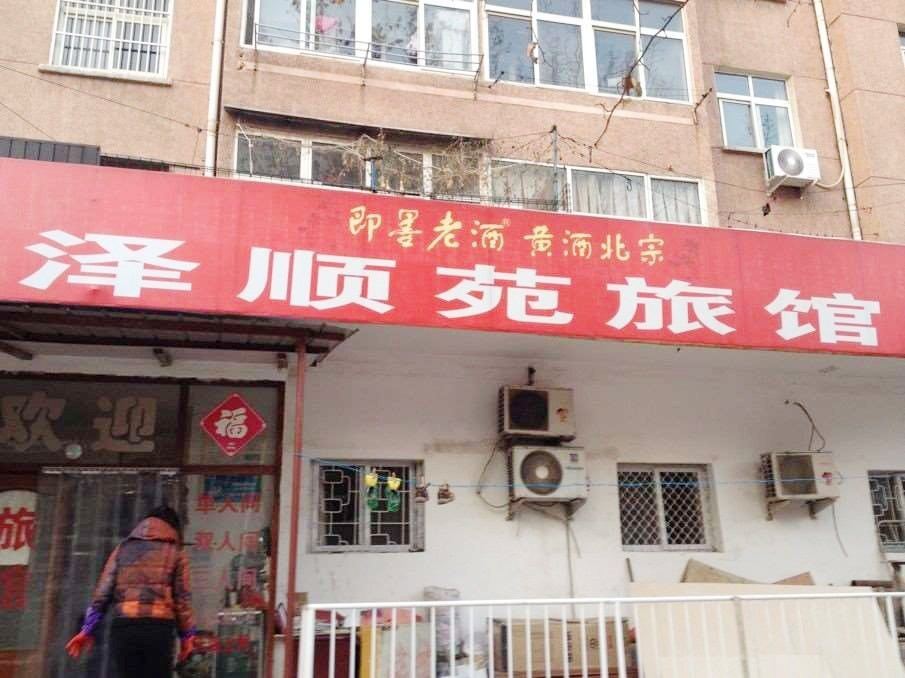 即墨老酒 黄酒北宗
泽顺苑旅馆
欢迎
福
单人间
双人间
三人间
旅